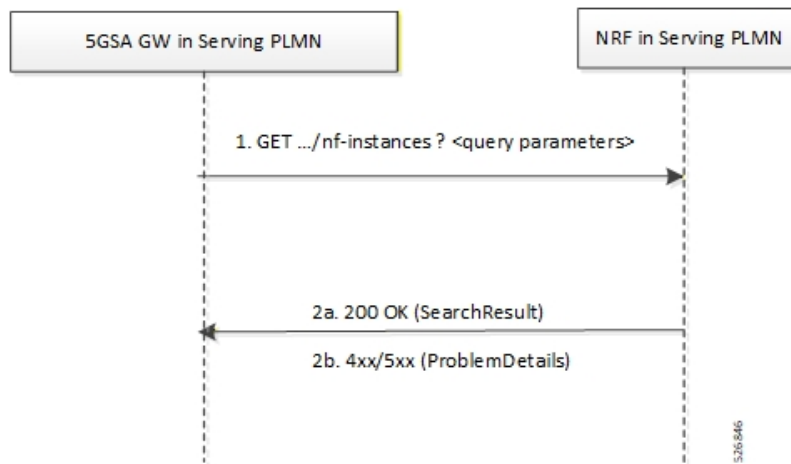 5GSA GW in Serving PLMN
NRF in Serving PLMN
1. GET .../nf-instances ? <query parameters>
2a. 200 OK (SearchResult)
2b. 4xx/5xx (ProblemDetails)
526846